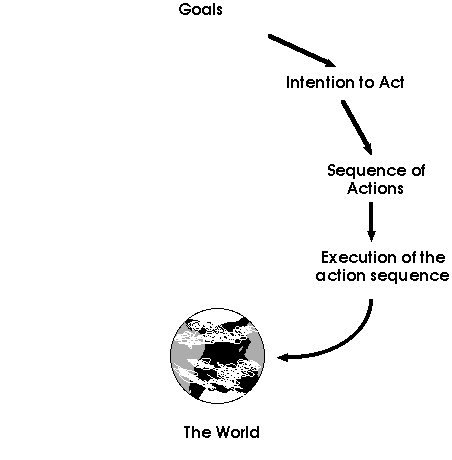 Goals
Intention to Act
Sequence of
Actions
Execution of the
action sequence
The World